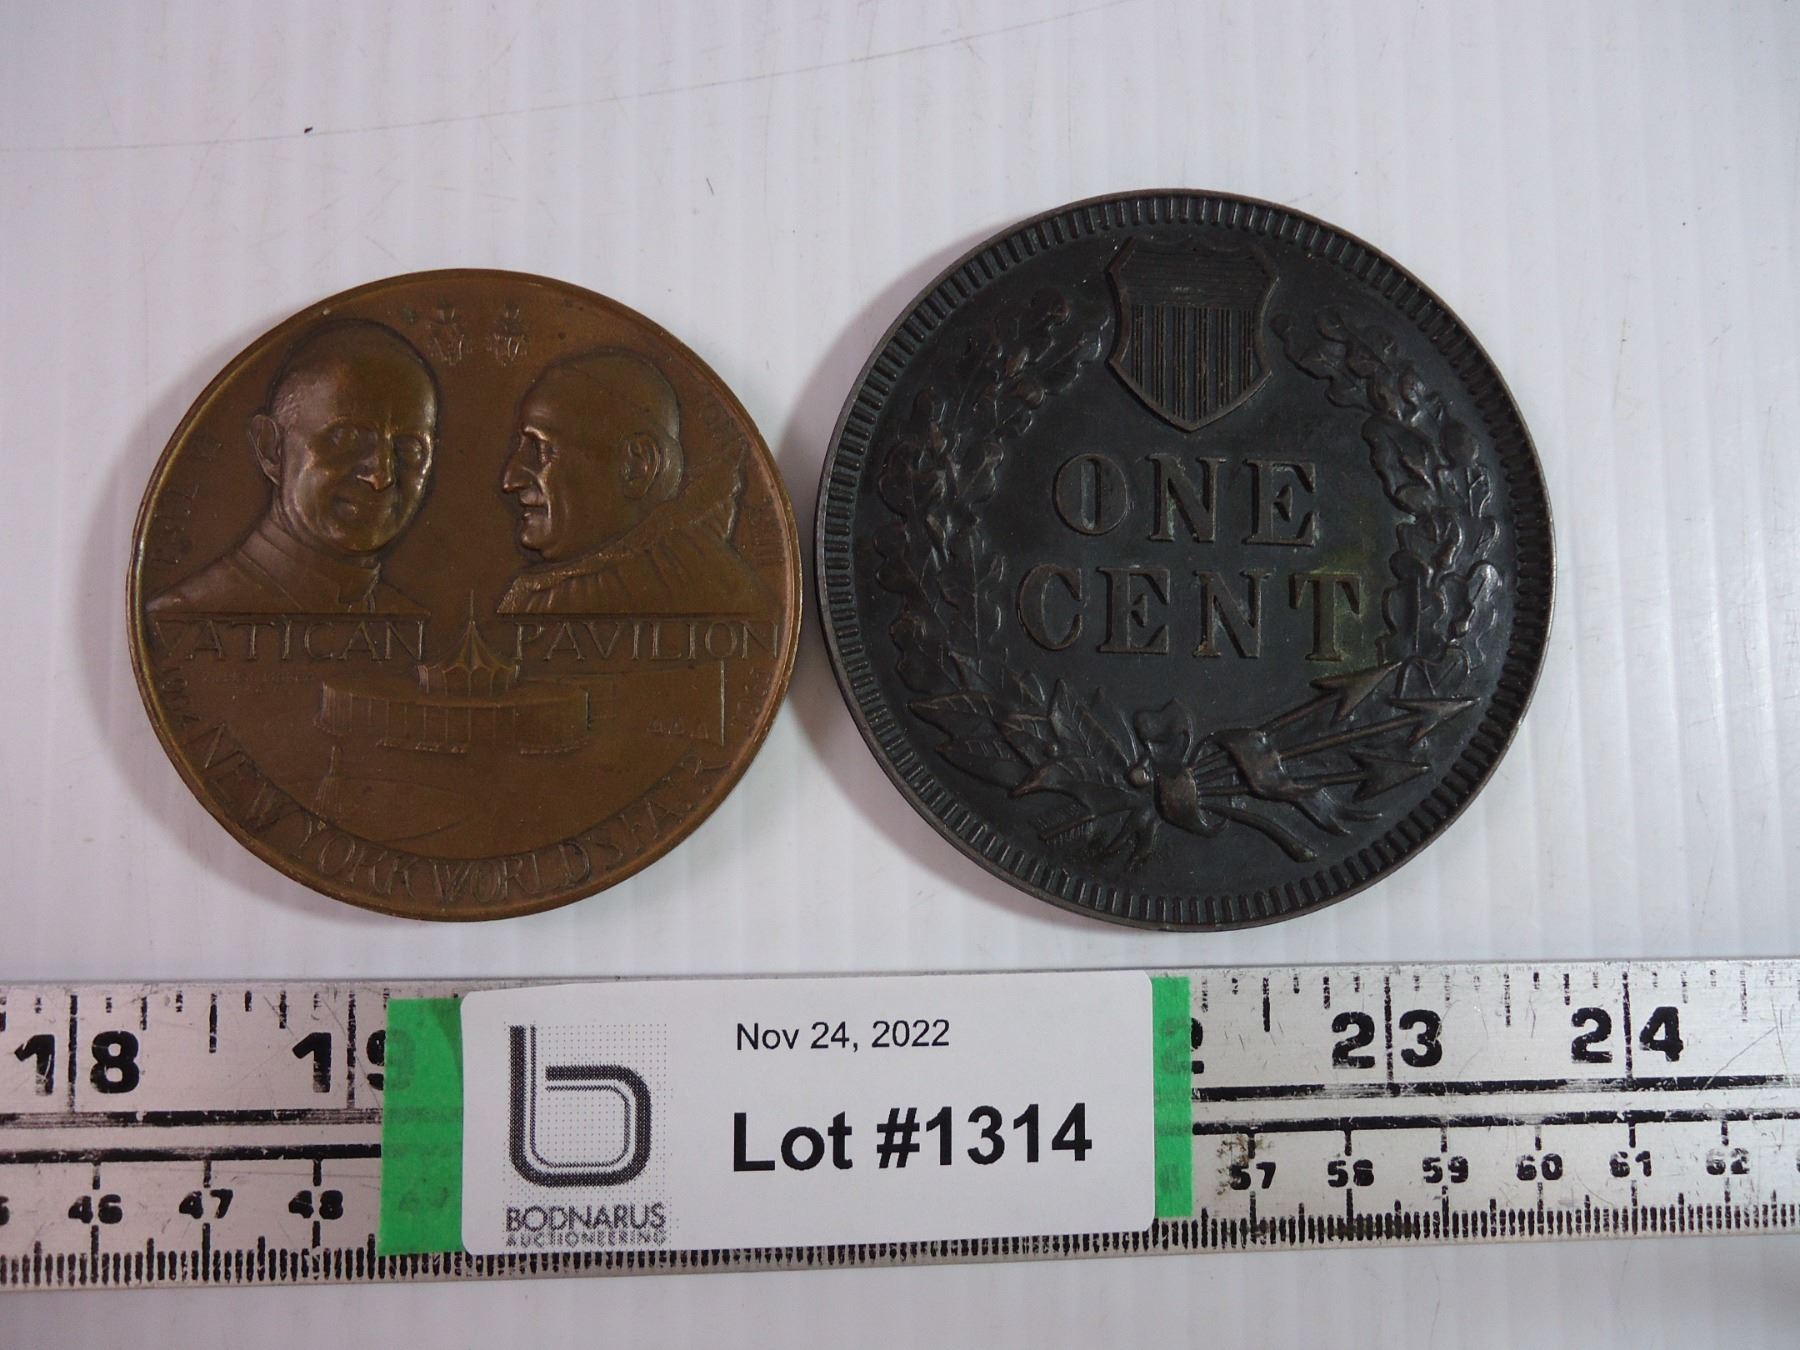 VATICAN PAVILION
NEW YORK WORLD'S FAIR
ONE
CENT
18 19 23 24
Nov 24, 2022
Lot #1314
BODNARUS
AUCTIONEERING
46 47 48 57 58 59 60 61 62